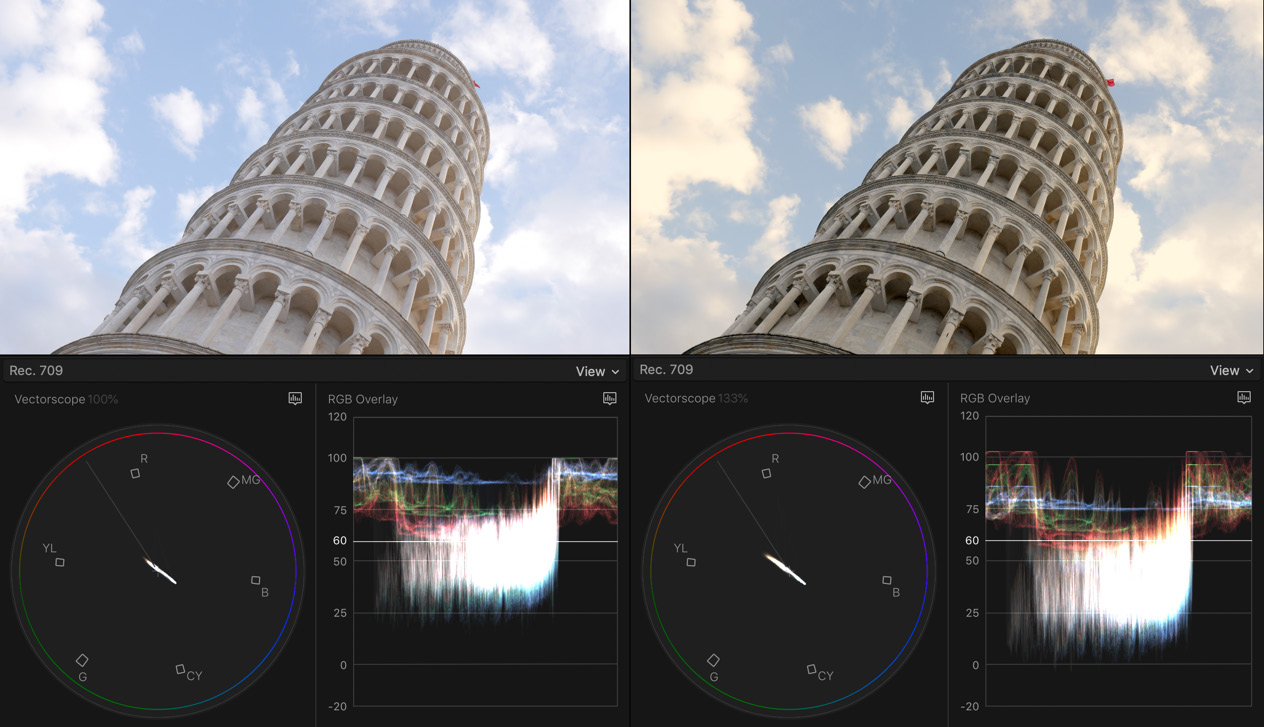 Rec. 709
View
Vectorscope 100%
RGB Overlay
R
MG
YL
B
G
CY
120
100
75
60
50
25
0
-20
Rec. 709
View
Vectorscope 133%
RGB Overlay
R
MG
YL
B
G
CY
120
100
75
60
50
25
0
-20